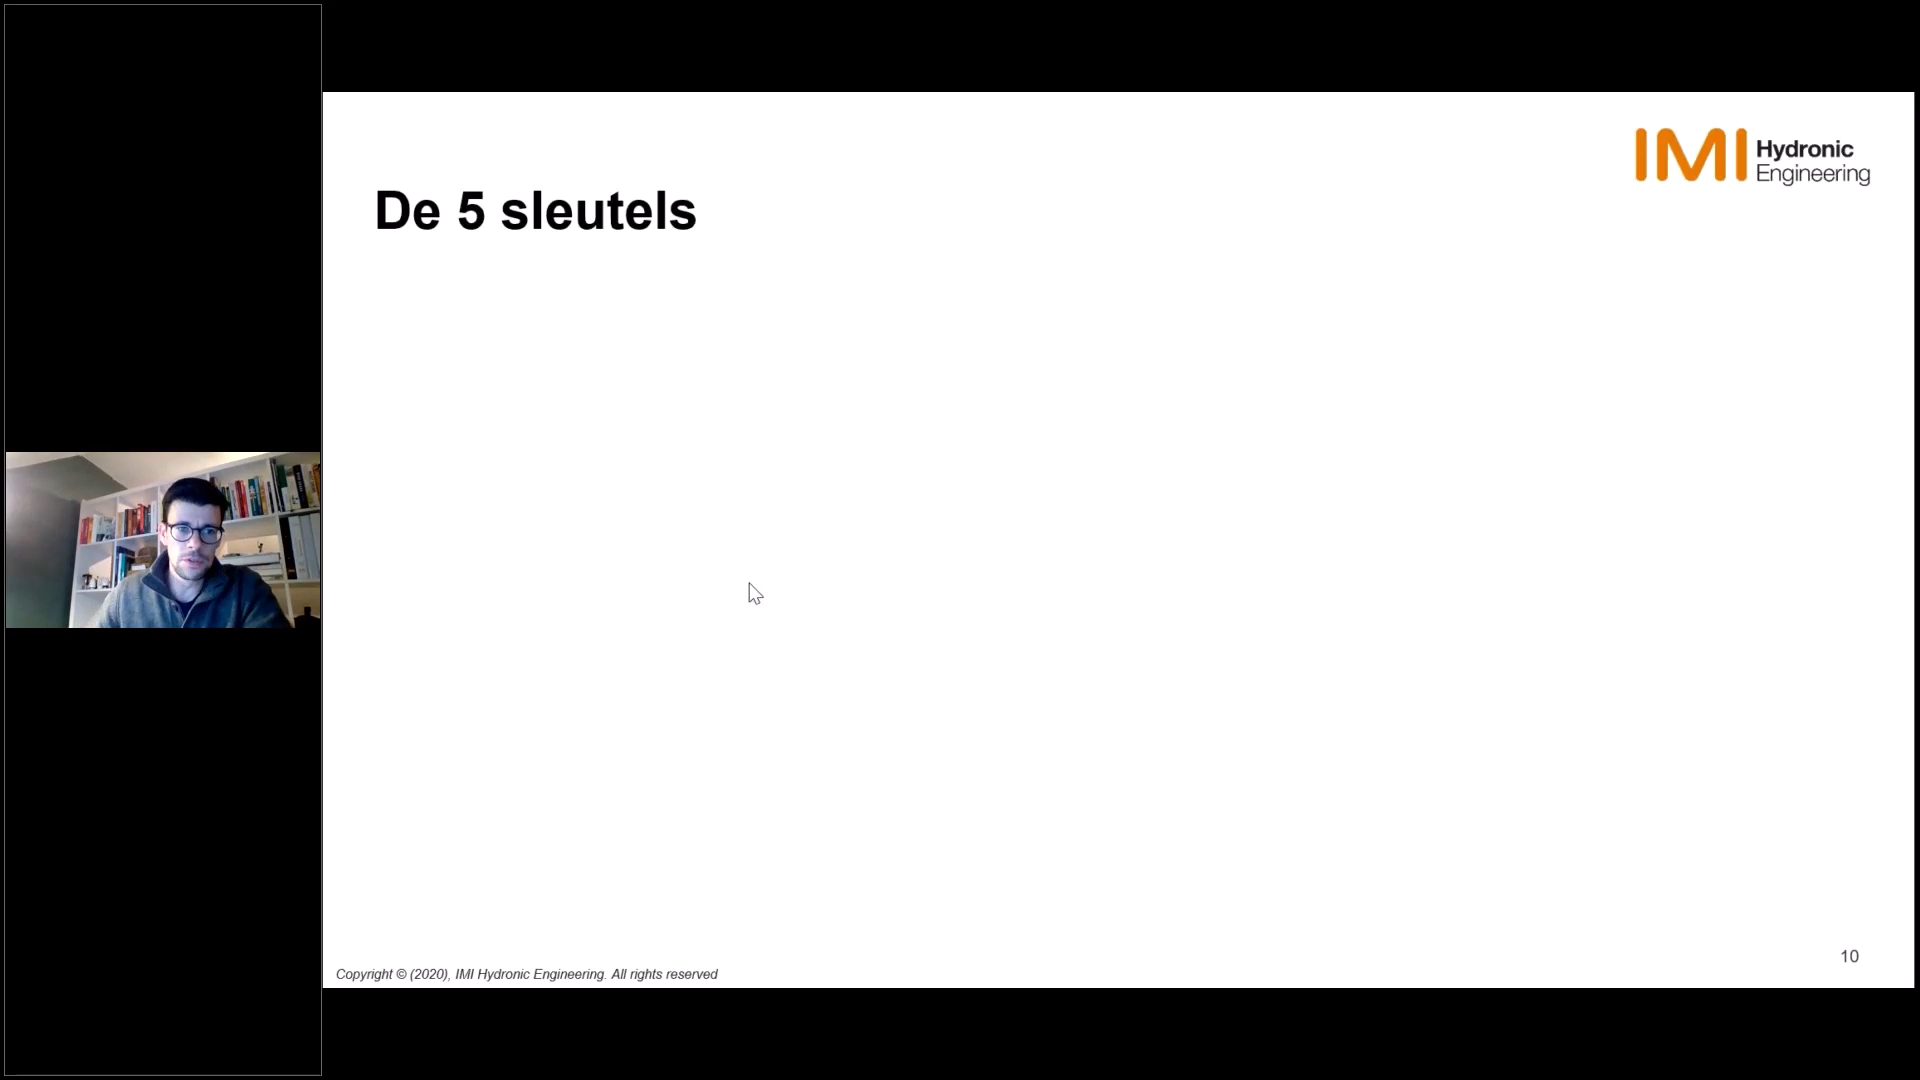 IMI Hydronic
Engineering
De 5 sleutels
10
Copyright © (2020), IMI Hydronic Engineering. All rights reserved